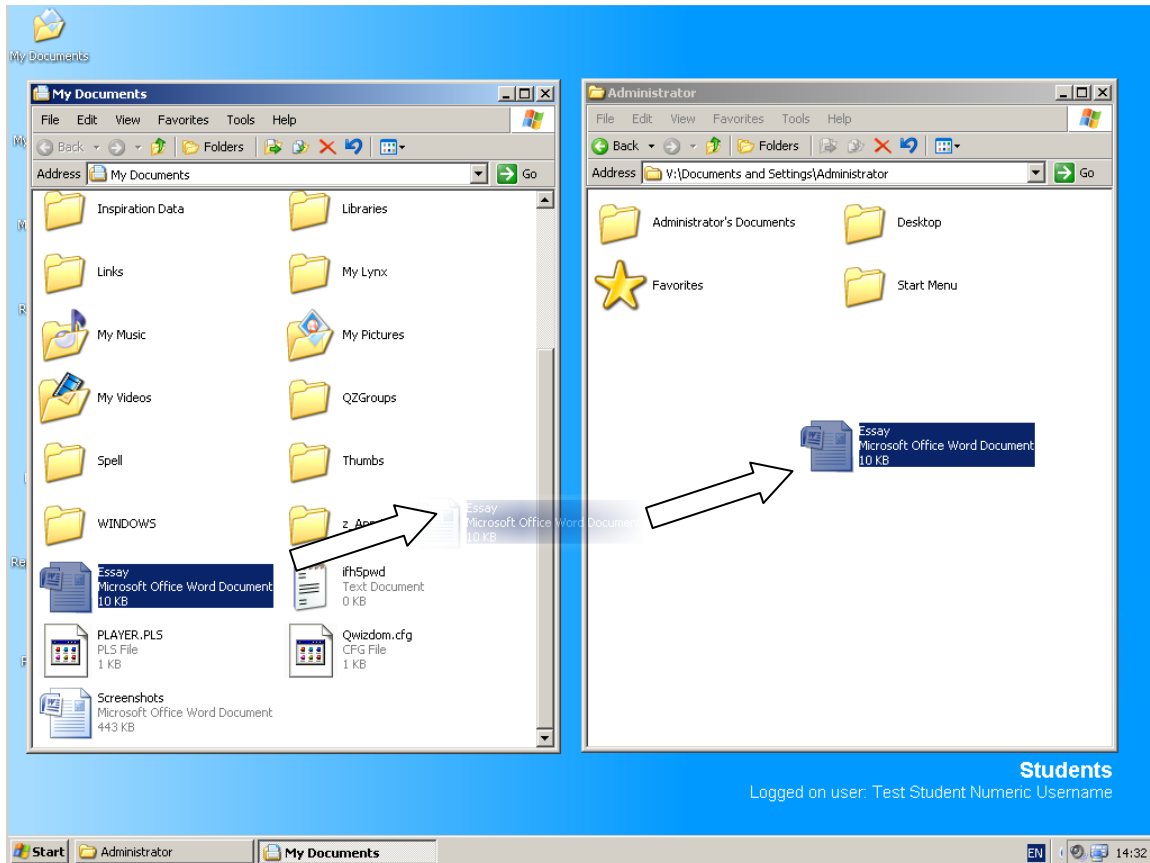 My Documents
My Documents
File Edit View Favorites Tools Help
Back Folders
Address My Documents Go
Inspiration Data Libraries
Links My Lynx
My Music My Pictures
My Videos QZGroups
Spell Thumbs
WINDOWS
Essay
Microsoft Office Word Document
10 KB
ifh5pwd
Text Document
0 KB
PLAYER.PLS
PLS File
1 KB
Qwizdom.cfg
CFG File
1 KB
Screenshots
Microsoft Office Word Document
443 KB
Essay
Microsoft Office Word Document
10 KB
Administrator
File Edit View Favorites Tools Help
Back Folders
Address V:\Documents and Settings\Administrator Go
Administrator's Documents Desktop
Favorites Start Menu
Essay
Microsoft Office Word Document
10 KB
Students
Logged on user: Test Student Numeric Username
Start Administrator My Documents EN 14:32